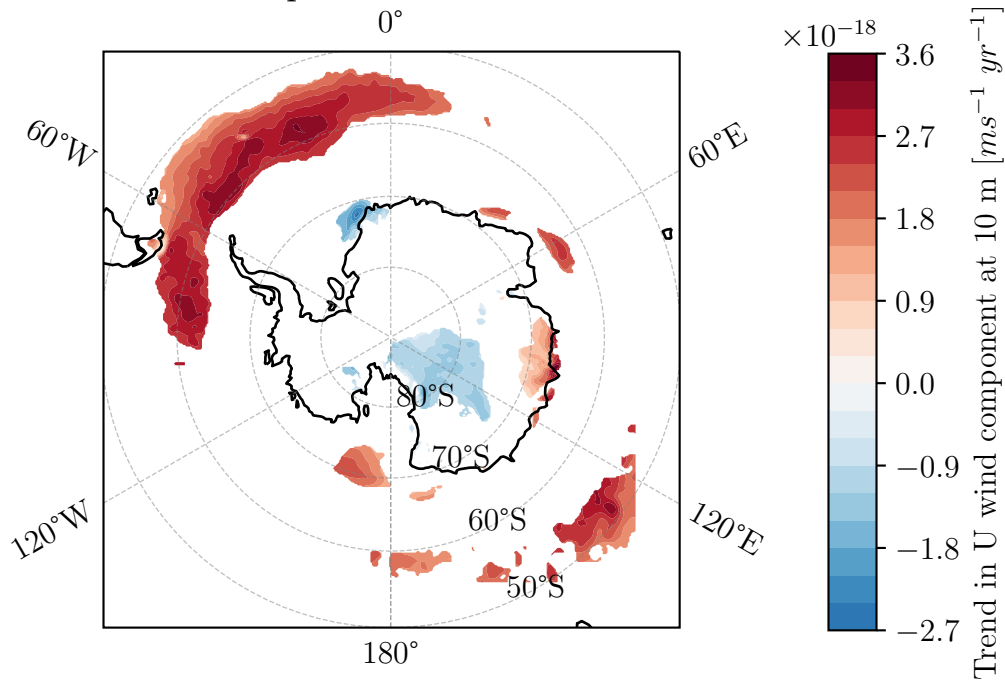 0°
60°W
60°E
80°S
70°S
60°S
50°S
120°W
120°E
180°
×10⁻¹⁸
3.6
2.7
1.8
0.9
0.0
−0.9
−1.8
−2.7
Trend in U wind component at 10 m [ms⁻¹ yr⁻¹]